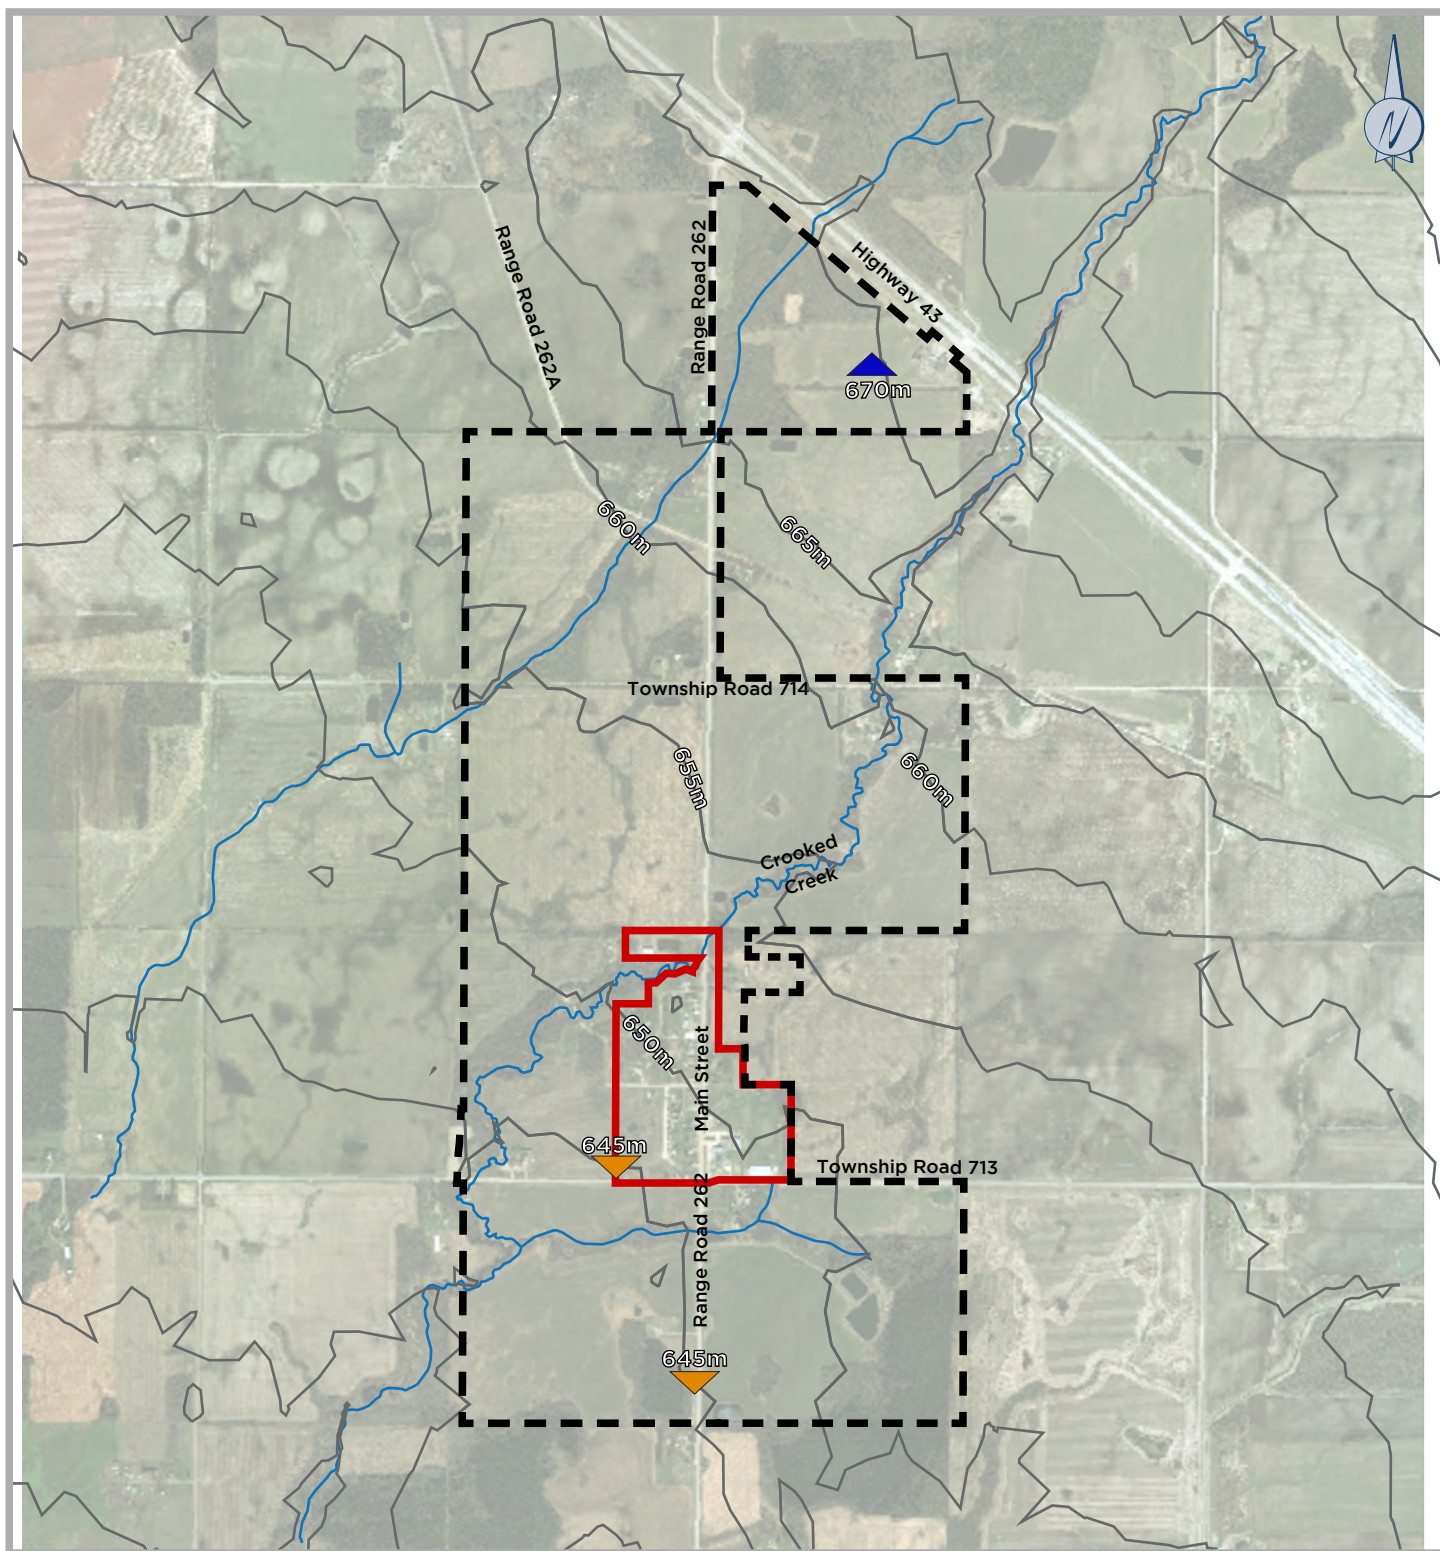 Range Road 262A
Range Road 262
Highway 43
670m
660m
665m
Township Road 714
655m
660m
Crooked
Creek
650m
Main Street
645m
Township Road 713
Range Road 262
645m
N